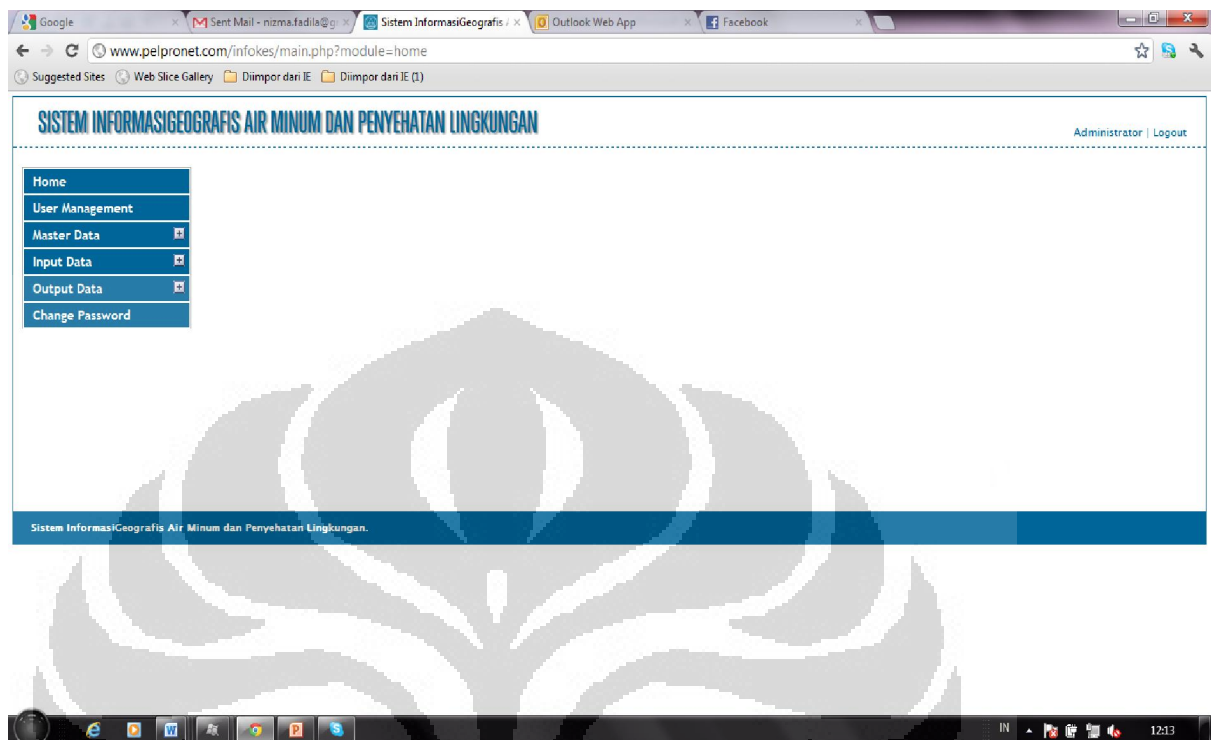 Google
Sent Mail - nizma.fadila@g
Sistem InformasiGeografis
Outlook Web App
Facebook
www.pelpronet.com/infokes/main.php?module=home
Suggested Sites Web Slice Gallery Diimpor dari IE Diimpor dari IE (1)
SISTEM INFORMASIGEOGRAFIS AIR MINUM DAN PENYEHATAN LINGKUNGAN
Administrator | Logout
Home
User Management
Master Data
Input Data
Output Data
Change Password
Sistem InformasiGeografis Air Minum dan Penyehatan Lingkungan.
IN 12:13